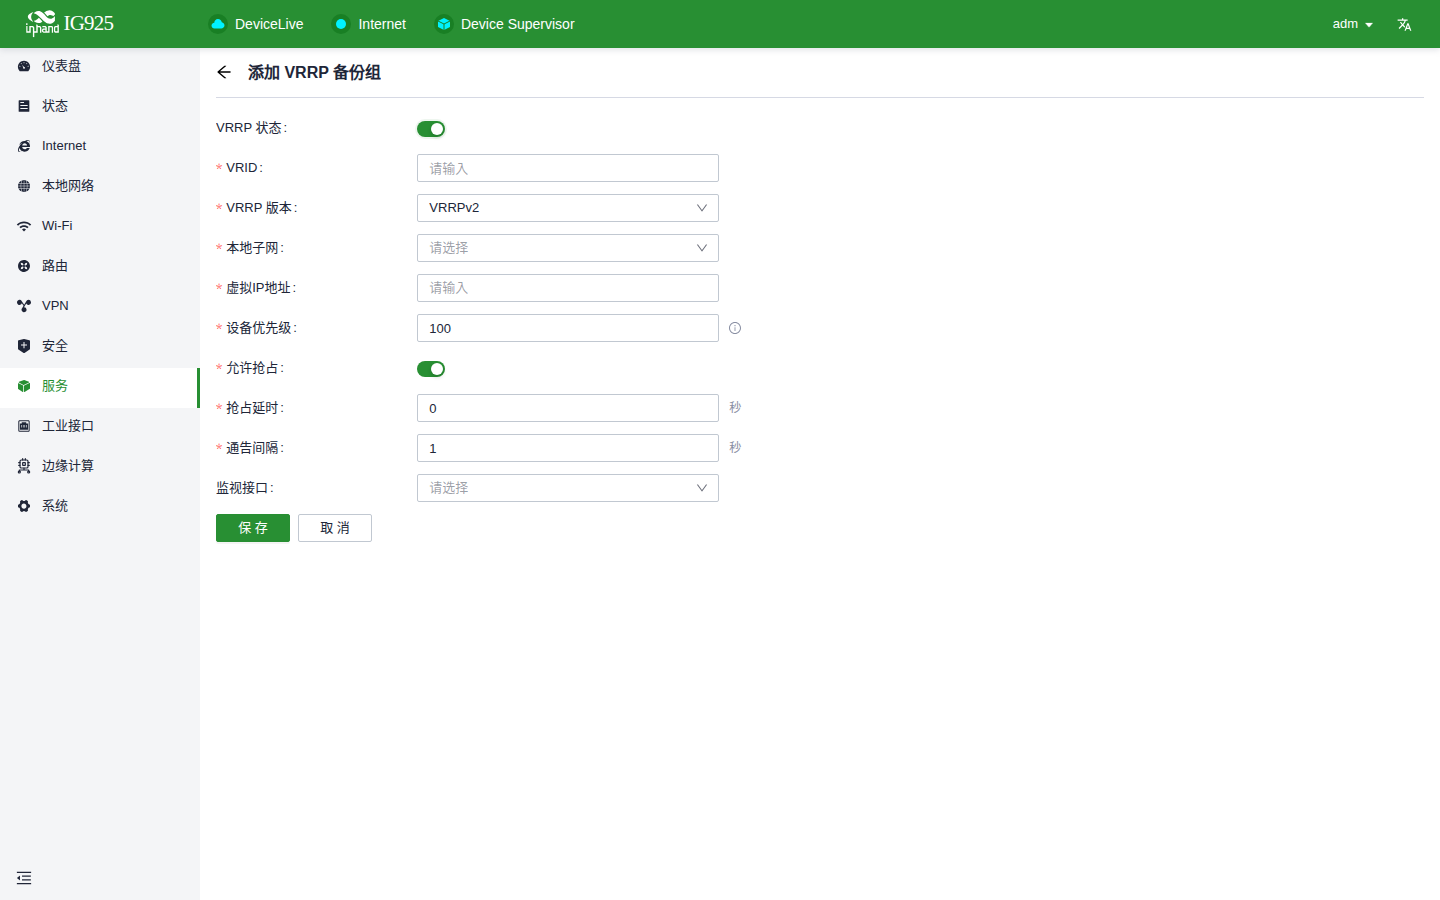 inhand IG925
DeviceLive
Internet
Device Supervisor
adm
仪表盘
状态
Internet
本地网络
Wi-Fi
路由
VPN
安全
服务
工业接口
边缘计算
系统
添加 VRRP 备份组
VRRP 状态:
* VRID: 请输入
* VRRP 版本: VRRPv2
* 本地子网: 请选择
* 虚拟IP地址: 请输入
* 设备优先级: 100
* 允许抢占:
* 抢占延时: 0 秒
* 通告间隔: 1 秒
监视接口: 请选择
保存 取消